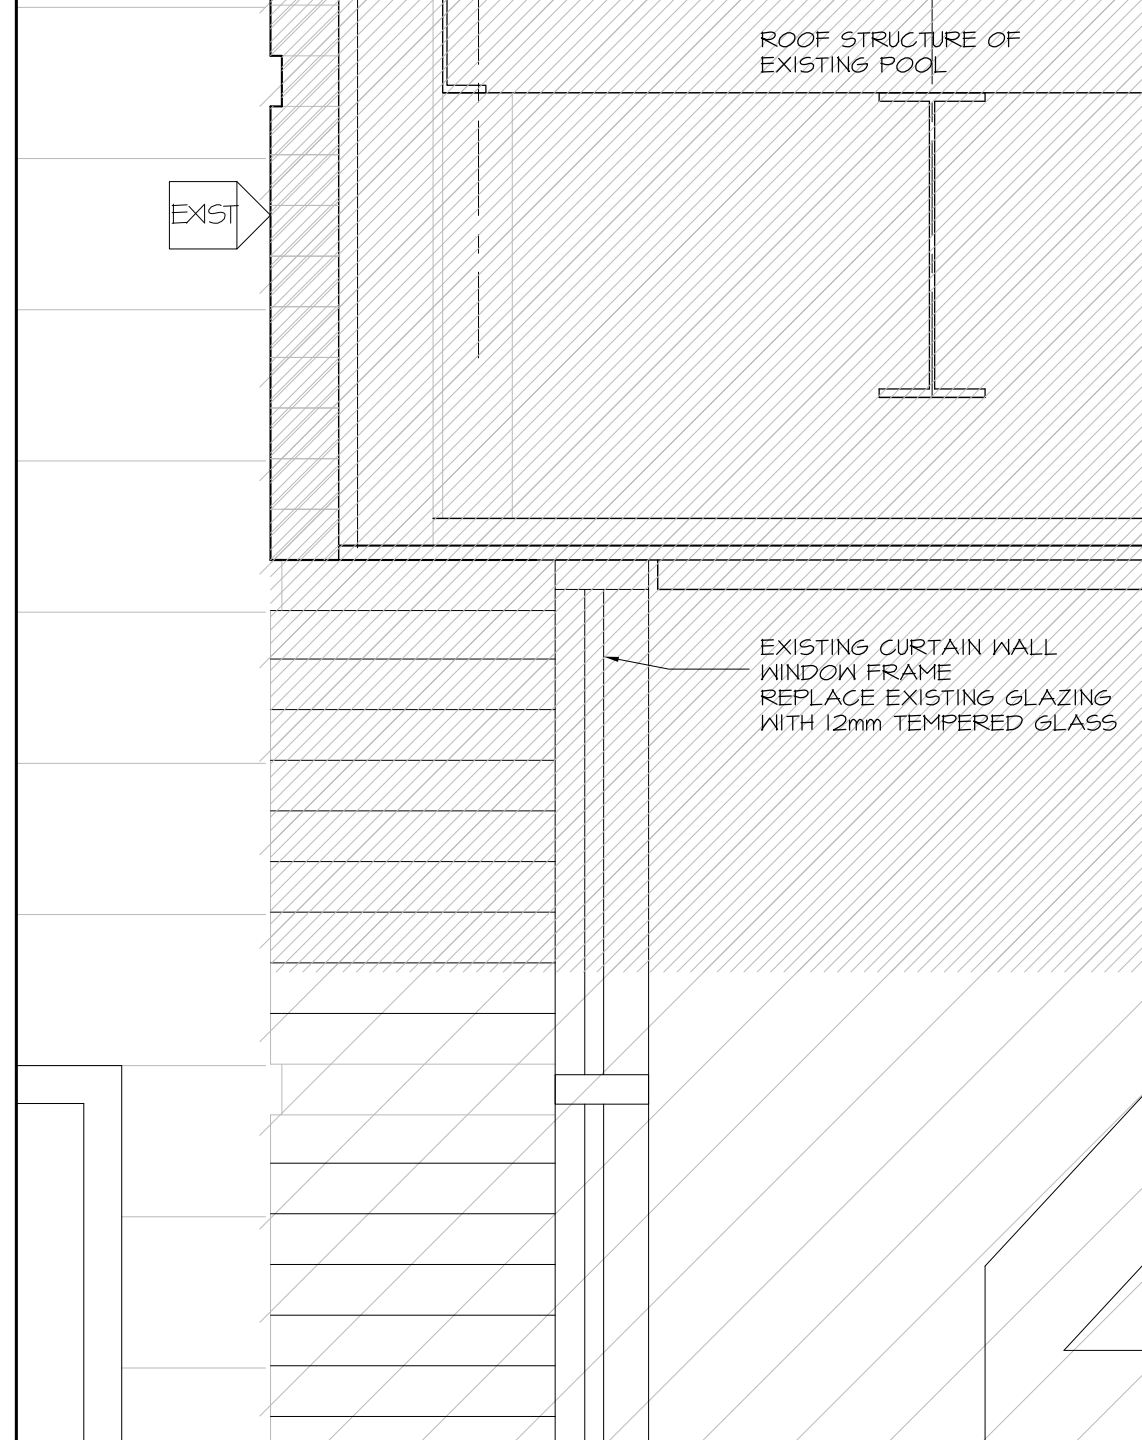 ROOF STRUCTURE OF
EXISTING POOL
EXIST
EXISTING CURTAIN WALL
WINDOW FRAME
REPLACE EXISTING GLAZING
WITH 12mm TEMPERED GLASS